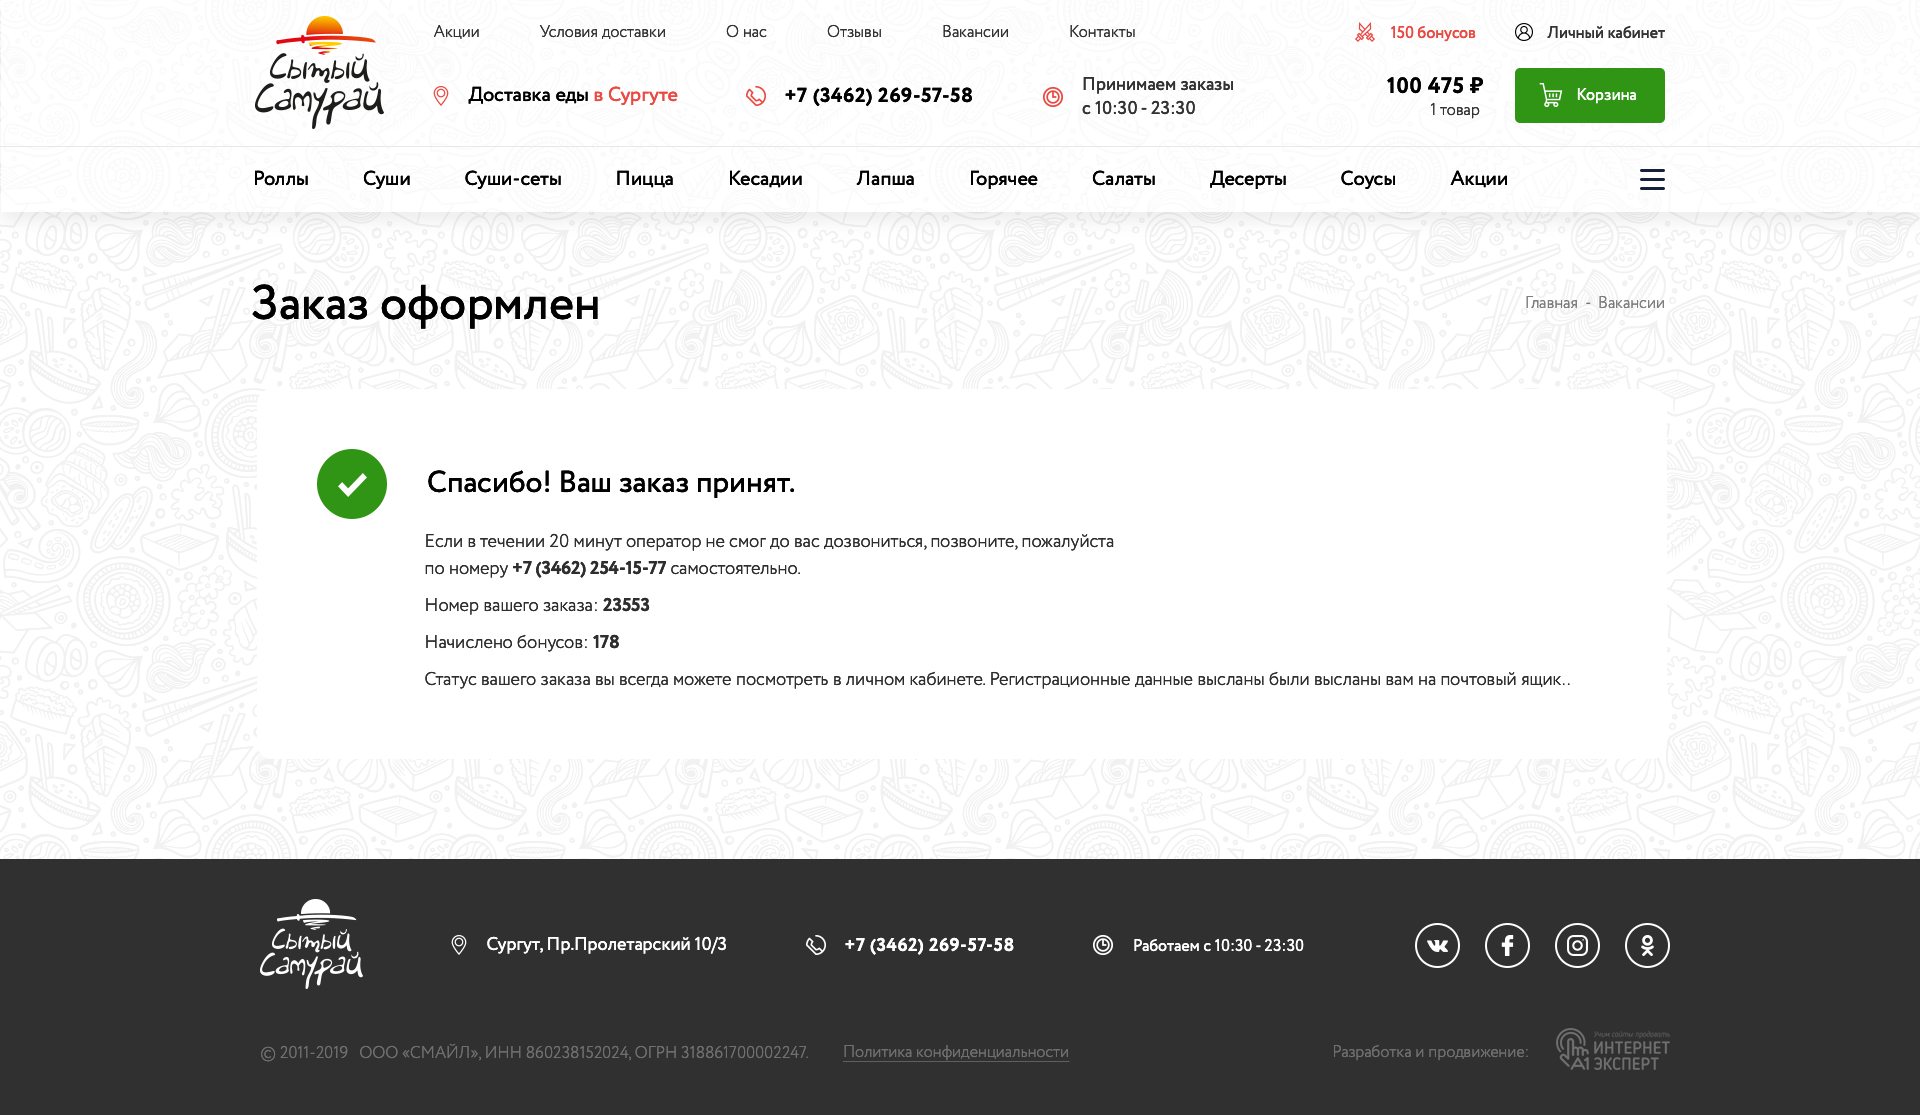 Сытый
Самурай
Акции
Условия доставки
О нас
Отзывы
Вакансии
Контакты
150 бонусов
Личный кабинет
Доставка еды в Сургуте
+7 (3462) 269-57-58
Принимаем заказы
с 10:30 - 23:30
100 475 ₽
1 товар
Корзина
Роллы
Суши
Суши-сеты
Пицца
Кесадии
Лапша
Горячее
Салаты
Десерты
Соусы
Акции
Заказ оформлен
Главная - Вакансии
Спасибо! Ваш заказ принят.
Если в течении 20 минут оператор не смог до вас дозвониться, позвоните, пожалуйста
по номеру +7 (3462) 254-15-77 самостоятельно.
Номер вашего заказа: 23553
Начислено бонусов: 178
Статус вашего заказа вы всегда можете посмотреть в личном кабинете. Регистрационные данные высланы были высланы вам на почтовый ящик..
Сытый
Самурай
Сургут, Пр.Пролетарский 10/3
+7 (3462) 269-57-58
Работаем с 10:30 - 23:30
© 2011-2019 ООО «СМАЙЛ», ИНН 860238152024, ОГРН 318861700002247.
Политика конфиденциальности
Разработка и продвижение:
Учим сайты продавать
ИНТЕРНЕТ
А1 ЭКСПЕРТ